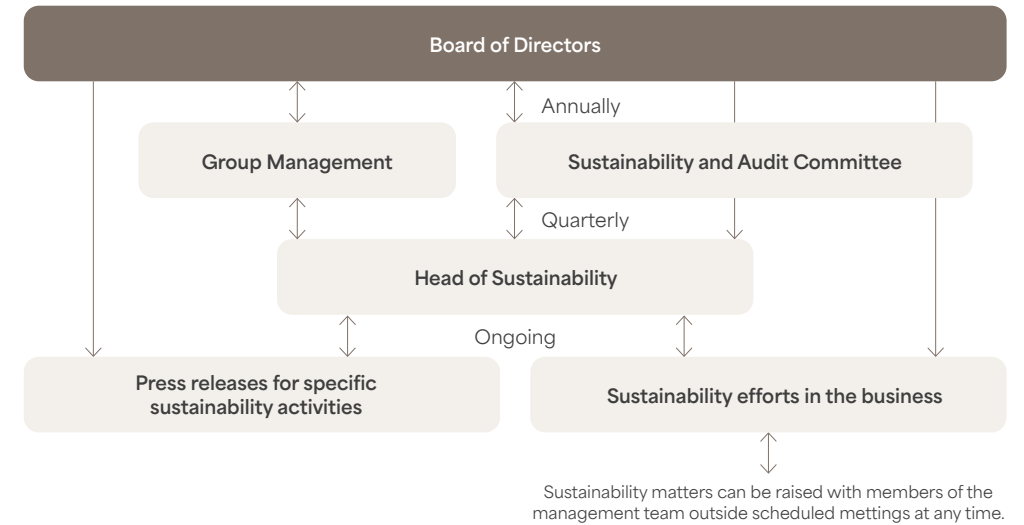 Board of Directors
Annually
Group Management
Sustainability and Audit Committee
Quarterly
Head of Sustainability
Ongoing
Press releases for specific
sustainability activities
Sustainability efforts in the business
Sustainability matters can be raised with members of the
management team outside scheduled mettings at any time.